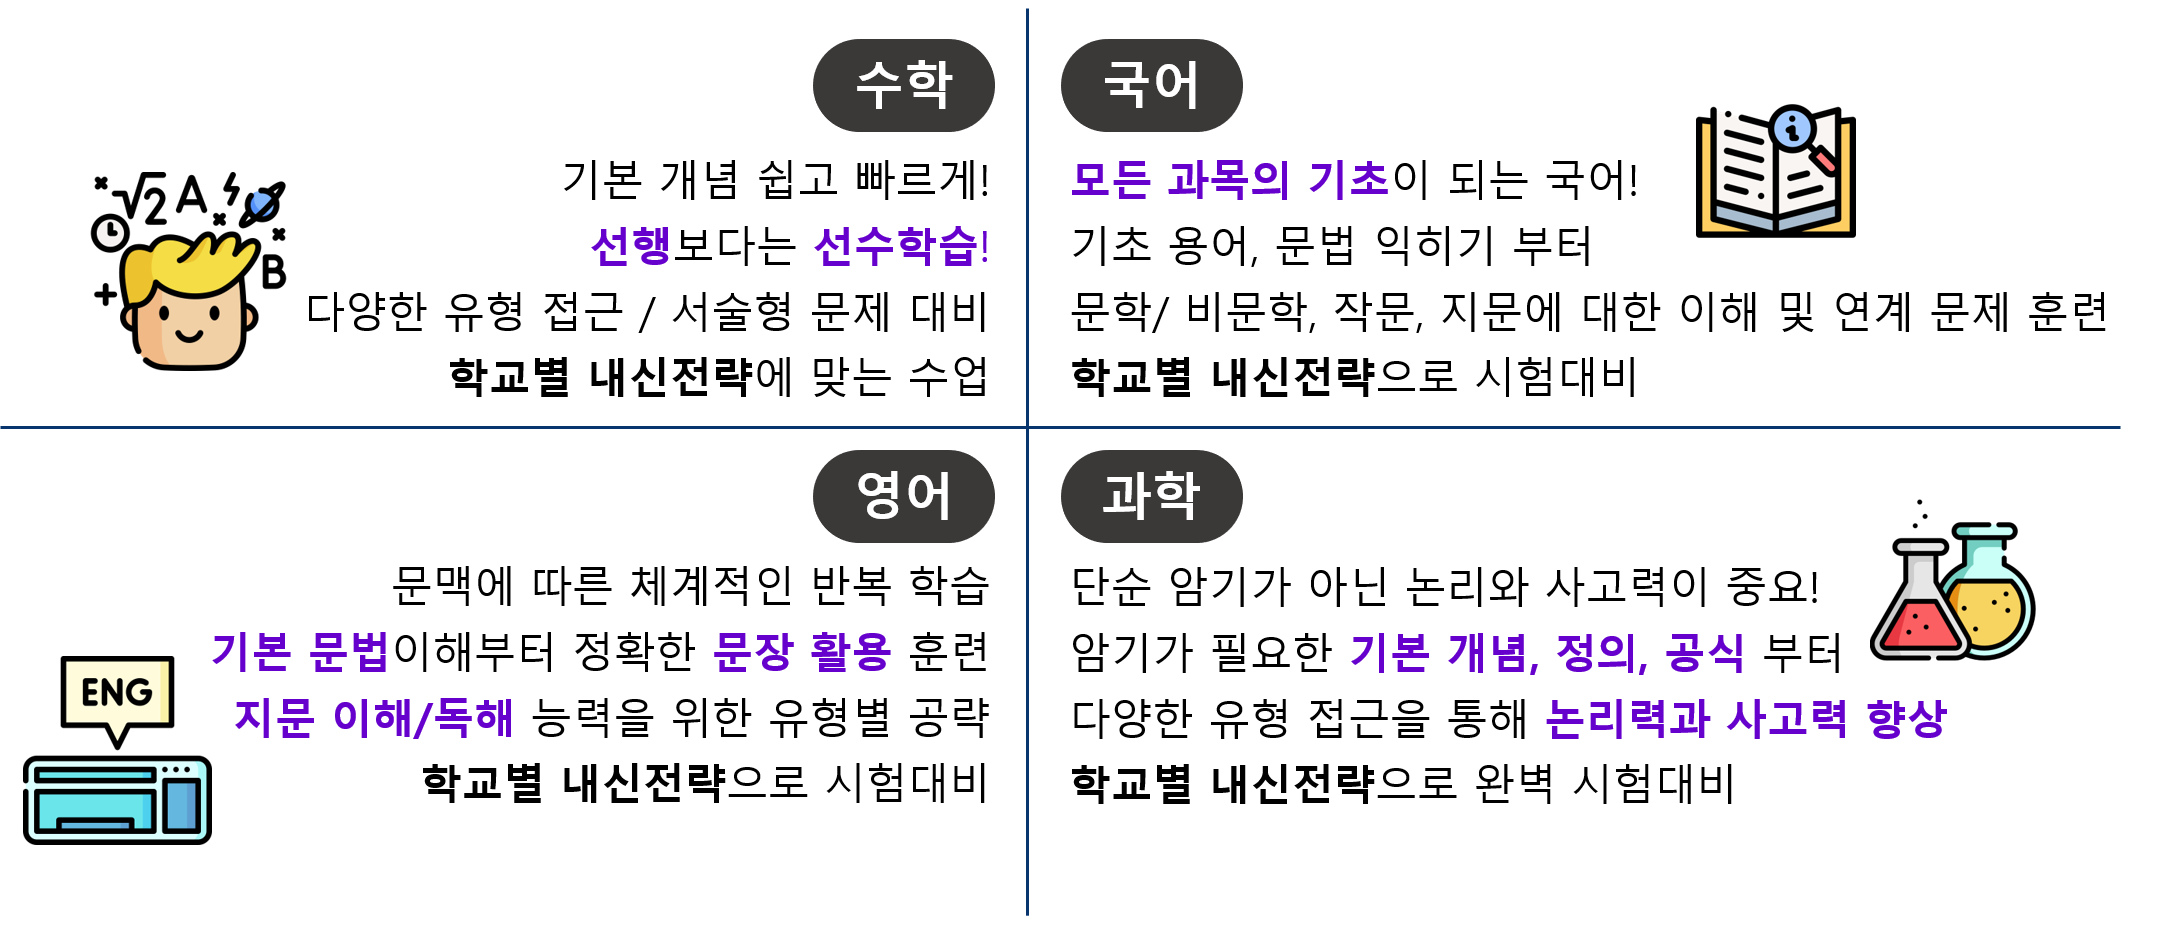 수학
기본 개념 쉽고 빠르게!
선행보다는 선수학습!
다양한 유형 접근 / 서술형 문제 대비
학교별 내신전략에 맞는 수업
√2 A
B
국어
모든 과목의 기초이 되는 국어!
기초 용어, 문법 익히기 부터
문학/ 비문학, 작문, 지문에 대한 이해 및 연계 문제 훈련
학교별 내신전략으로 시험대비
i
영어
문맥에 따른 체계적인 반복 학습
기본 문법이해부터 정확한 문장 활용 훈련
지문 이해/독해 능력을 위한 유형별 공략
학교별 내신전략으로 시험대비
ENG
과학
단순 암기가 아닌 논리와 사고력이 중요!
암기가 필요한 기본 개념, 정의, 공식 부터
다양한 유형 접근을 통해 논리력과 사고력 향상
학교별 내신전략으로 완벽 시험대비